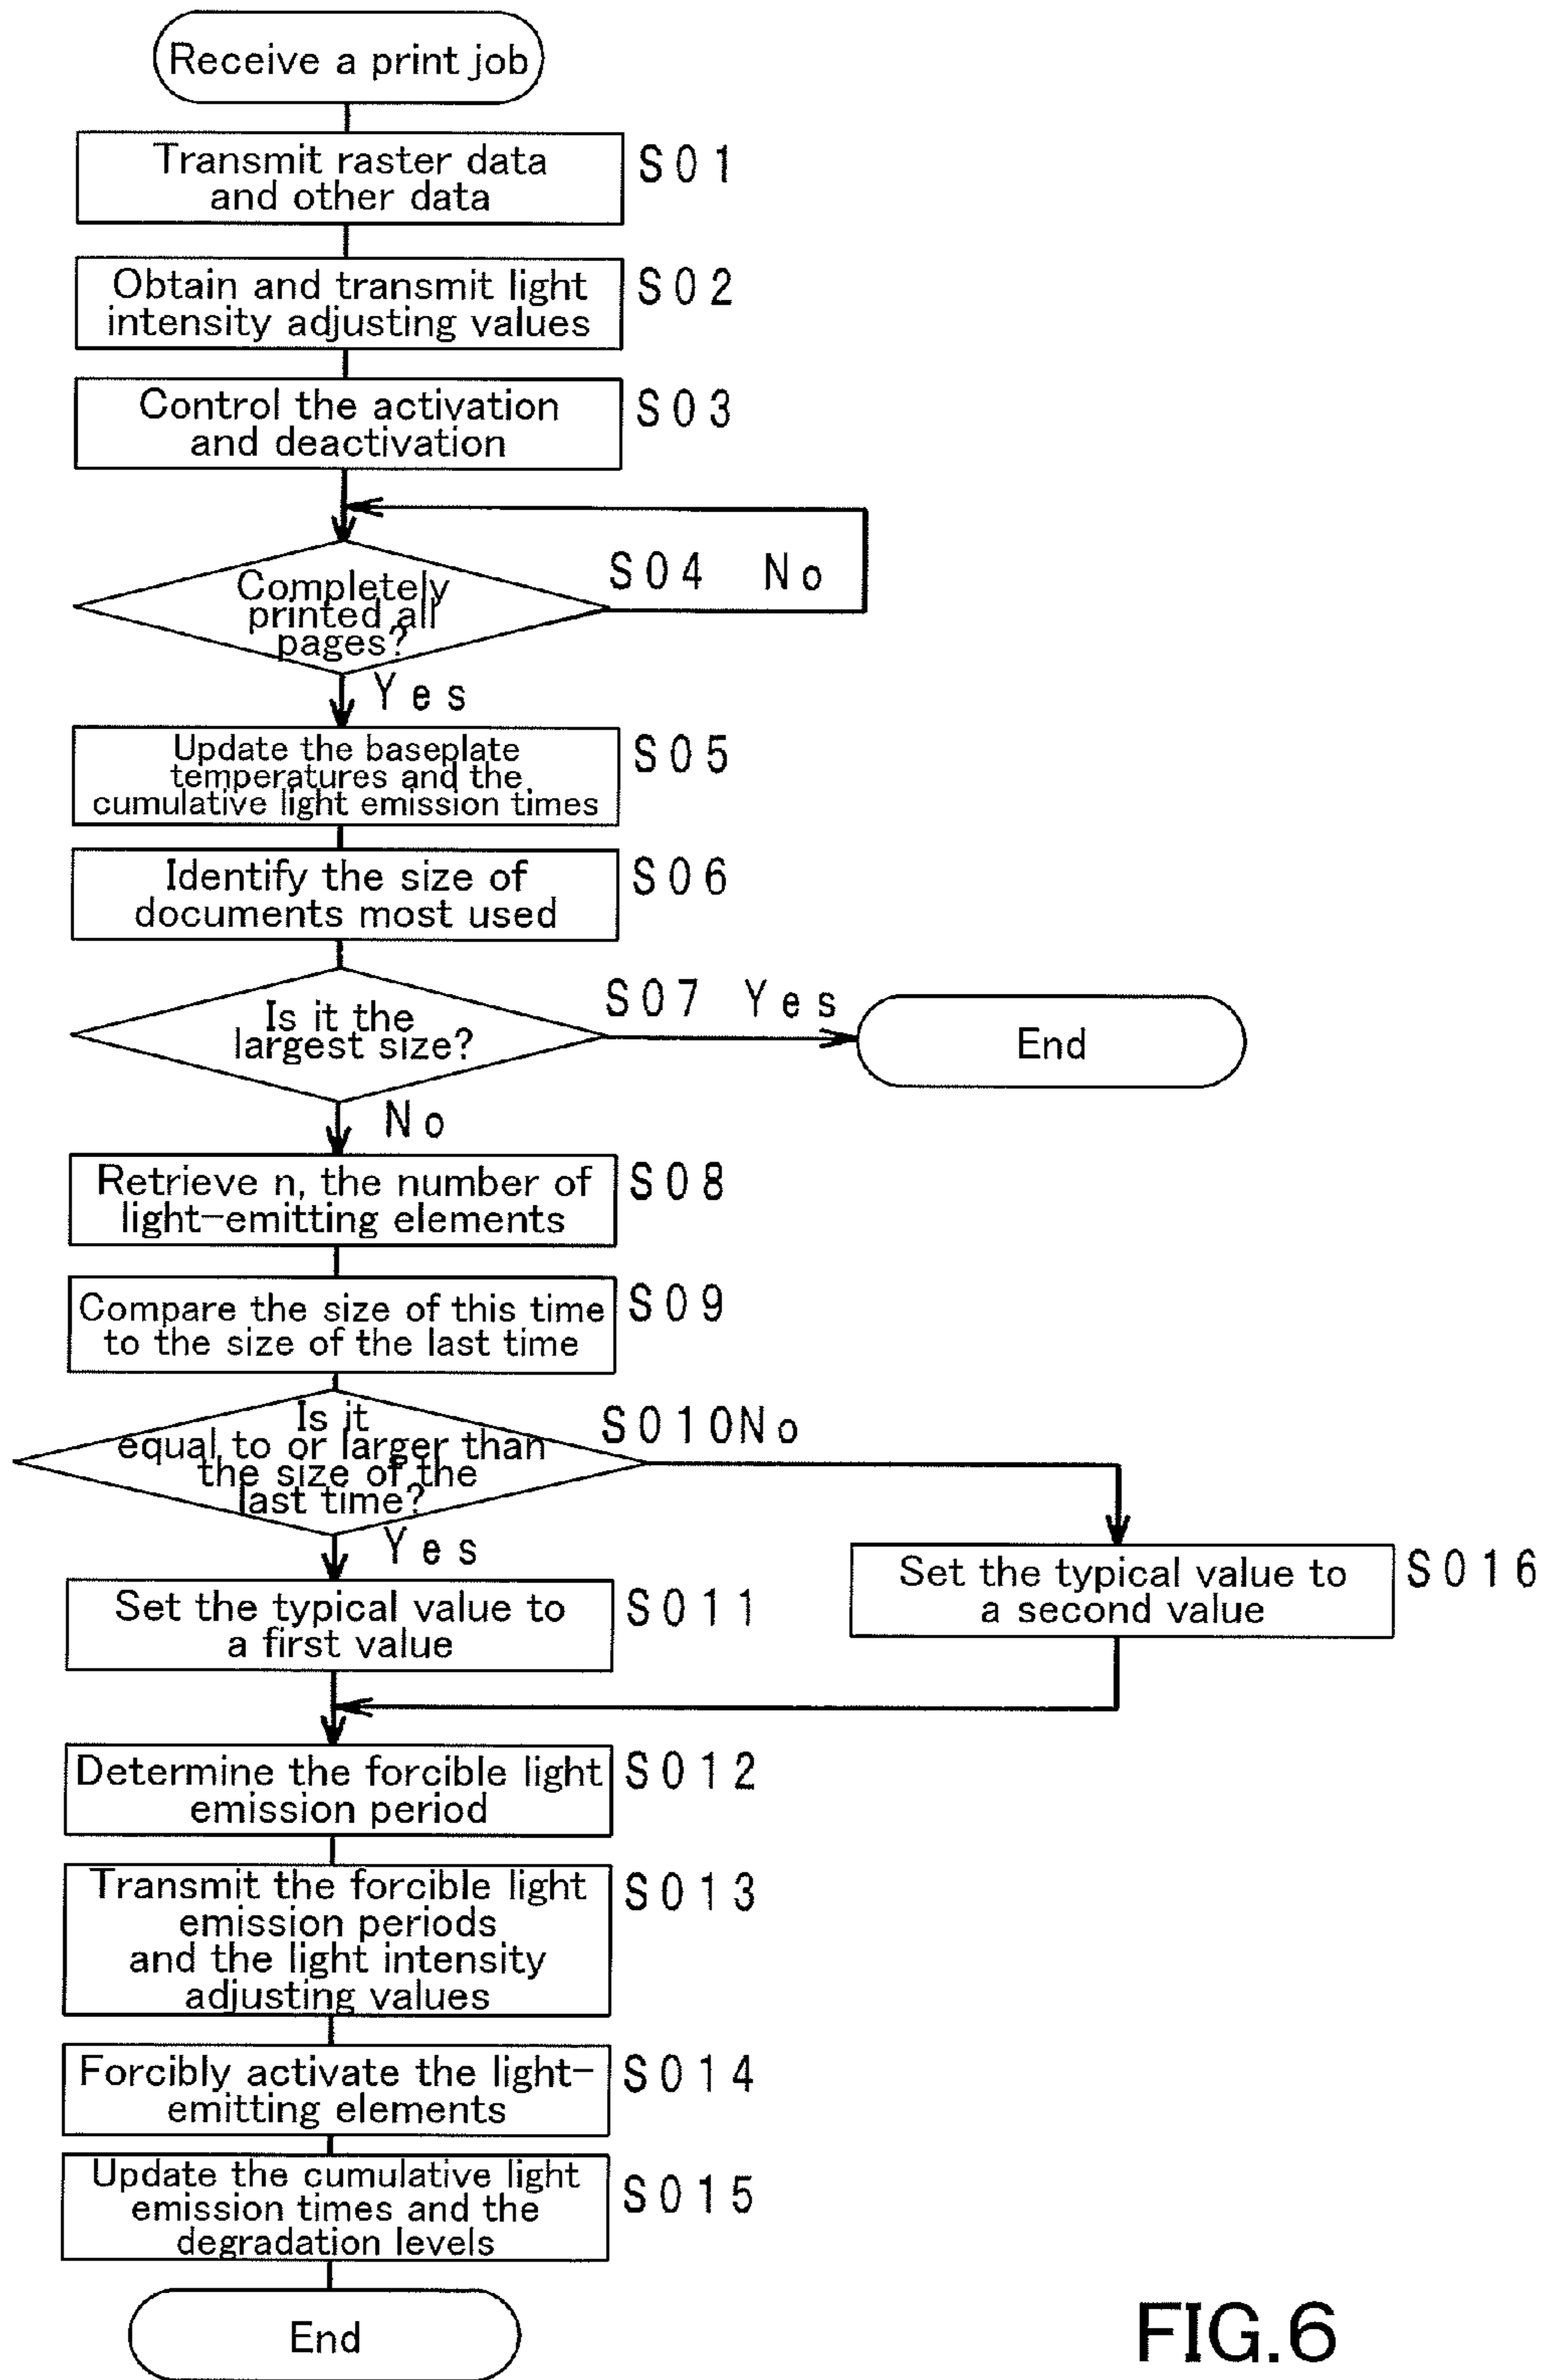 Receive a print job
Transmit raster data
and other data
S01
Obtain and transmit light
intensity adjusting values
S02
Control the activation
and deactivation
S03
Completely
printed all
pages?
S04 No
Yes
Update the baseplate
temperatures and the
cumulative light emission times
S05
Identify the size of
documents most used
S06
Is it the
largest size?
S07 Yes
End
No
Retrieve n, the number of
light-emitting elements
S08
Compare the size of this time
to the size of the last time
S09
Is it
equal to or larger than
the size of the
last time?
S010No
Yes
Set the typical value to
a first value
S011
Set the typical value to
a second value
S016
Determine the forcible light
emission period
S012
Transmit the forcible light
emission periods
and the light intensity
adjusting values
S013
Forcibly activate the light-
emitting elements
S014
Update the cumulative light
emission times and the
degradation levels
S015
End
FIG.6